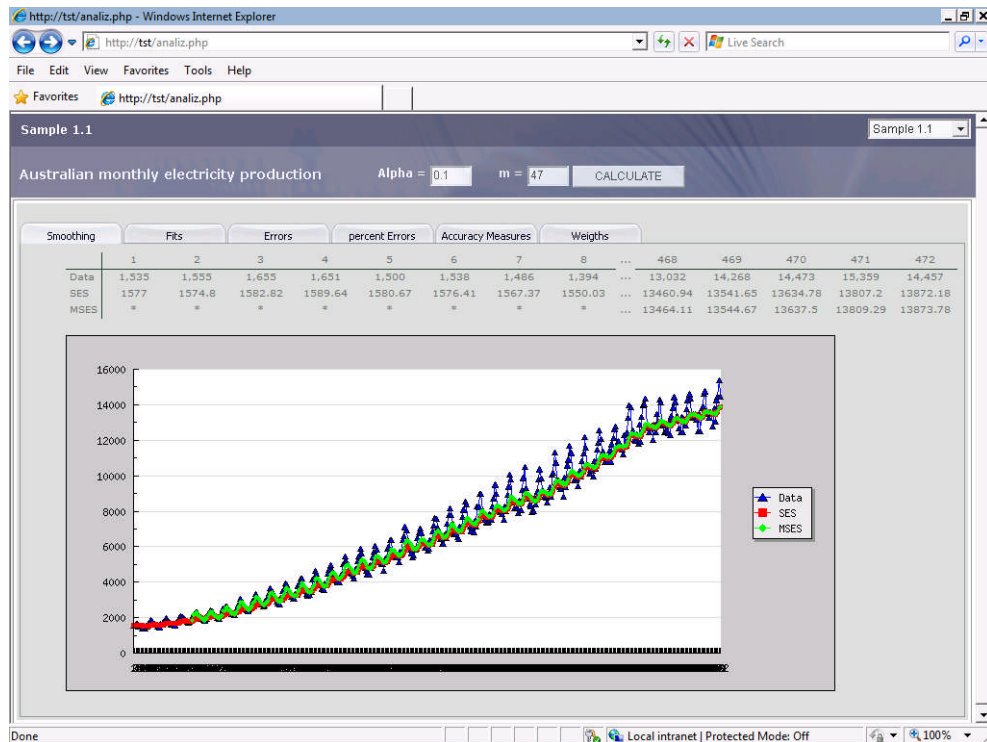 http://tst/analiz.php - Windows Internet Explorer
http://tst/analiz.php
Live Search
File Edit View Favorites Tools Help
Favorites http://tst/analiz.php
Sample 1.1 Sample 1.1
Australian monthly electricity production Alpha = 0.1 m = 47 CALCULATE
Smoothing Fits Errors percent Errors Accuracy Measures Weigths
1 2 3 4 5 6 7 8 ... 468 469 470 471 472
Data 1,535 1,555 1,655 1,651 1,500 1,538 1,486 1,394 ... 13,032 14,268 14,473 15,359 14,457
SES 1577 1574.8 1582.82 1589.64 1580.67 1576.41 1567.37 1550.03 ... 13460.94 13541.65 13634.78 13807.2 13872.18
MSES * * * * * * * * ... 13464.11 13544.67 13637.5 13809.29 13873.78
16000
14000
12000
10000
8000
6000
4000
2000
0
Data
SES
MSES
Done Local intranet | Protected Mode: Off 100%